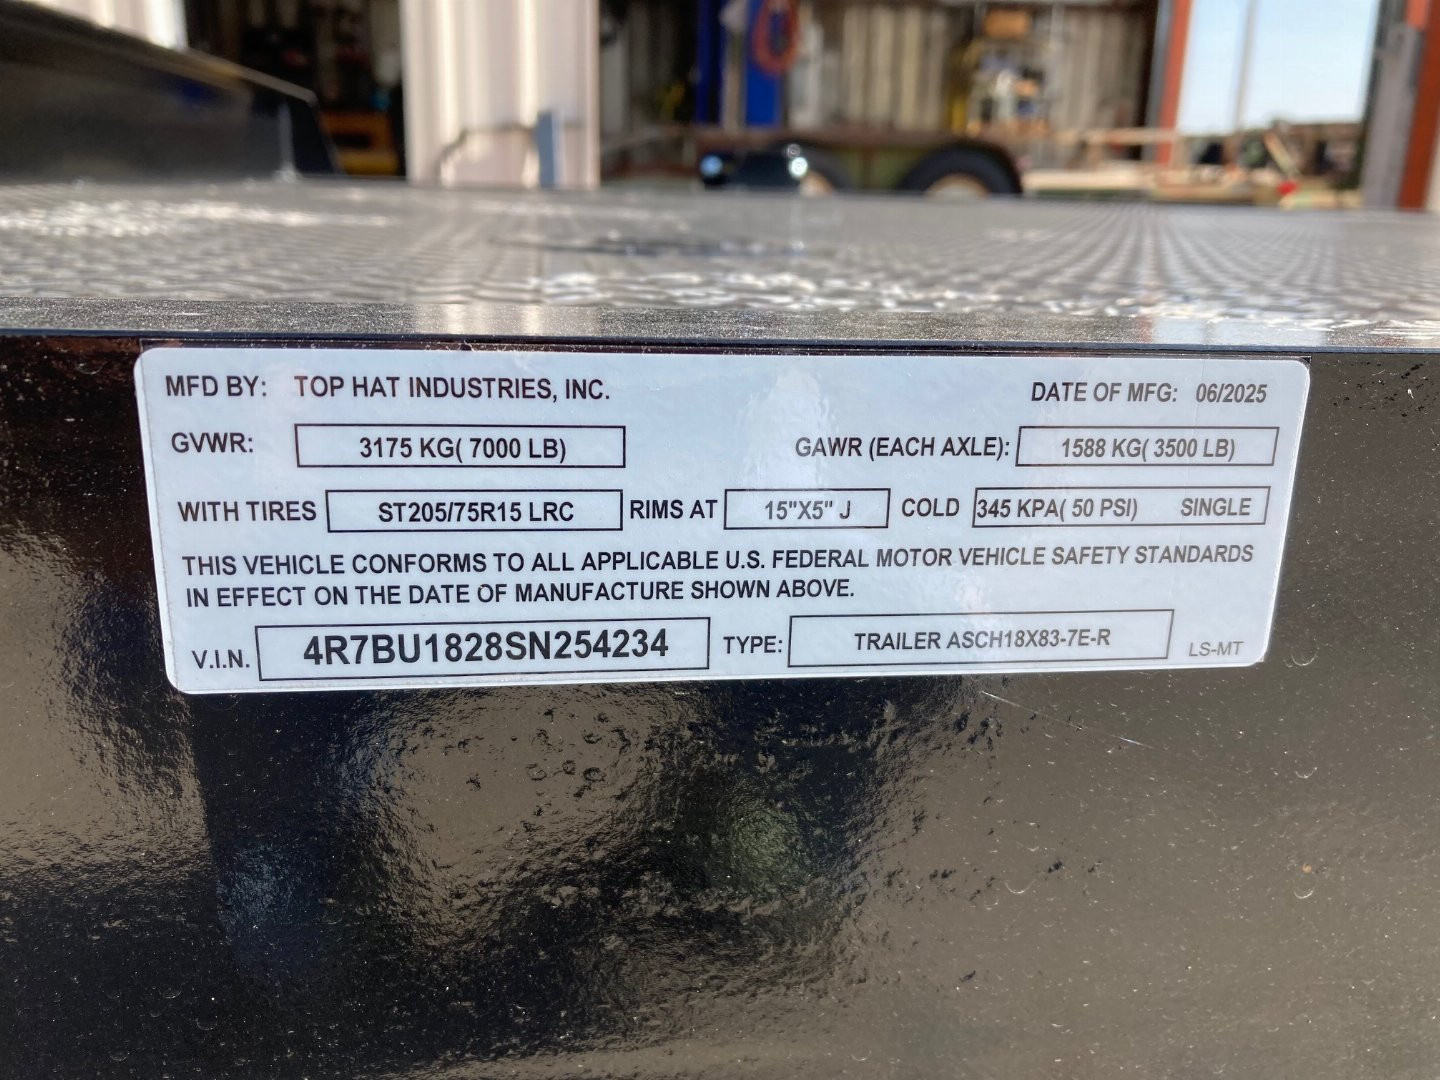 MFD BY: TOP HAT INDUSTRIES, INC. DATE OF MFG: 06/2025
GVWR: 3175 KG( 7000 LB) GAWR (EACH AXLE): 1588 KG( 3500 LB)
WITH TIRES ST205/75R15 LRC RIMS AT 15"X5" J COLD 345 KPA( 50 PSI) SINGLE
THIS VEHICLE CONFORMS TO ALL APPLICABLE U.S. FEDERAL MOTOR VEHICLE SAFETY STANDARDS
IN EFFECT ON THE DATE OF MANUFACTURE SHOWN ABOVE.
V.I.N. 4R7BU1828SN254234 TYPE: TRAILER ASCH18X83-7E-R LS-MT